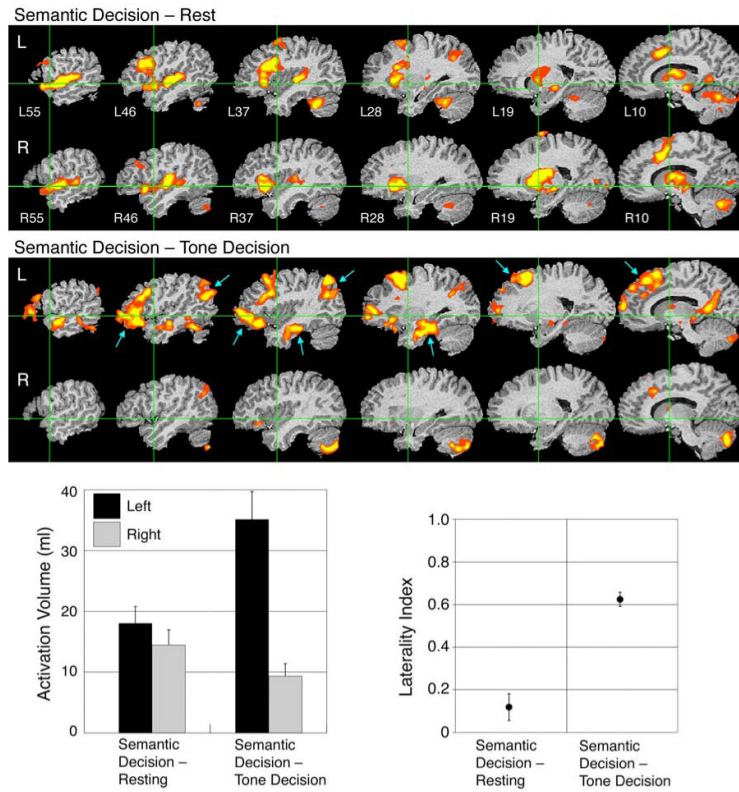 Semantic Decision – Rest
L
L55 L46 L37 L28 L19 L10
R
R55 R46 R37 R28 R19 R10
Semantic Decision – Tone Decision
L
R
Activation Volume (ml)
40
30
20
10
0
Left
Right
Semantic
Decision –
Resting
Semantic
Decision –
Tone Decision
Laterality Index
1.0
0.8
0.6
0.4
0.2
0
Semantic
Decision –
Resting
Semantic
Decision –
Tone Decision